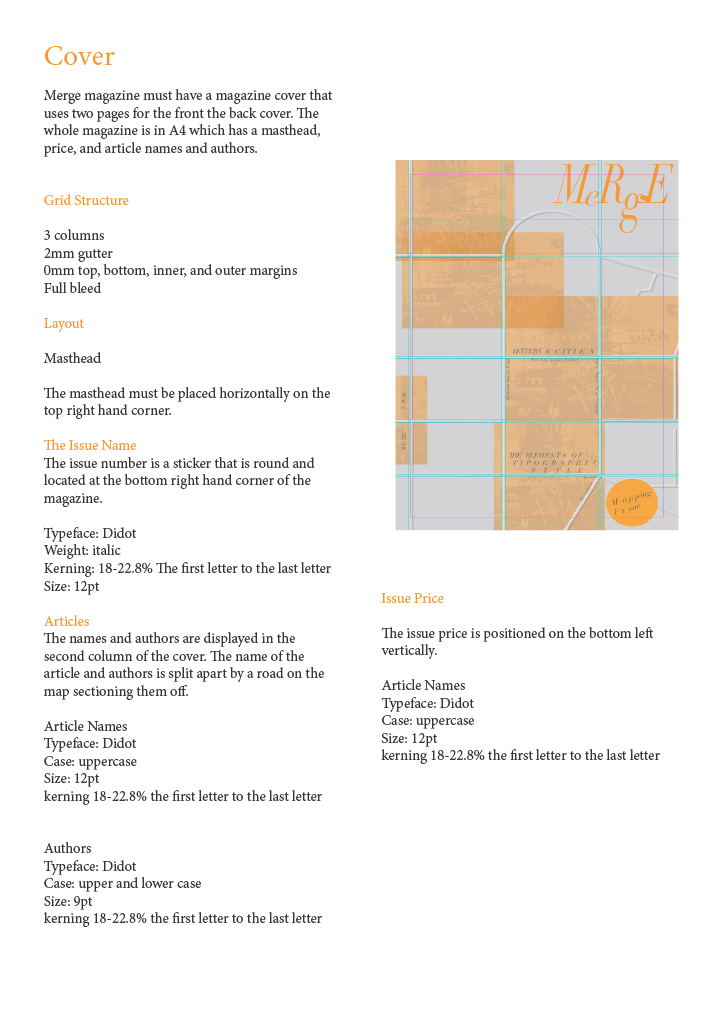 Cover
Merge magazine must have a magazine cover that
uses two pages for the front the back cover. The
whole magazine is in A4 which has a masthead,
price, and article names and authors.
Grid Structure
3 columns
2mm gutter
0mm top, bottom, inner, and outer margins
Full bleed
Layout
Masthead
The masthead must be placed horizontally on the
top right hand corner.
The Issue Name
The issue number is a sticker that is round and
located at the bottom right hand corner of the
magazine.
Typeface: Didot
Weight: italic
Kerning: 18-22.8% The first letter to the last letter
Size: 12pt
Articles
The names and authors are displayed in the
second column of the cover. The name of the
article and authors is split apart by a road on the
map sectioning them off.
Article Names
Typeface: Didot
Case: uppercase
Size: 12pt
kerning 18-22.8% the first letter to the last letter
Authors
Typeface: Didot
Case: upper and lower case
Size: 9pt
kerning 18-22.8% the first letter to the last letter
MeRgE
LETTERS & CITIES
THE ELEMENTS OF
TYPOGRAPHIC
STYLE
Mapping
Issue
Issue Price
The issue price is positioned on the bottom left
vertically.
Article Names
Typeface: Didot
Case: uppercase
Size: 12pt
kerning 18-22.8% the first letter to the last letter